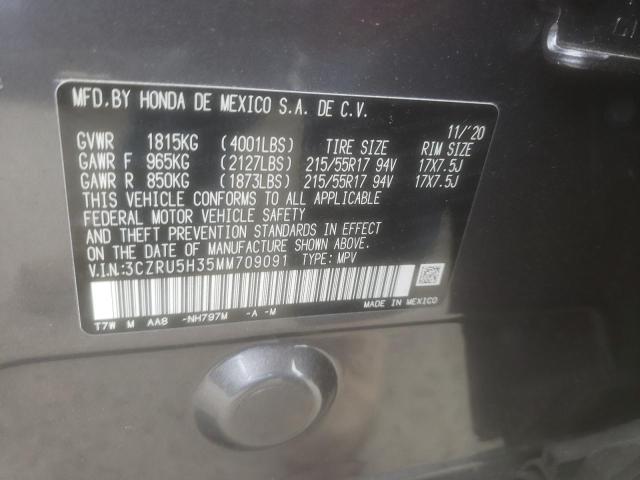 MFD.BY HONDA DE MEXICO S.A. DE C.V.
11/'20
GVWR 1815KG (4001LBS) TIRE SIZE RIM SIZE
GAWR F 965KG (2127LBS) 215/55R17 94V 17X7.5J
GAWR R 850KG (1873LBS) 215/55R17 94V 17X7.5J
THIS VEHICLE CONFORMS TO ALL APPLICABLE
FEDERAL MOTOR VEHICLE SAFETY
AND THEFT PREVENTION STANDARDS IN EFFECT
ON THE DATE OF MANUFACTURE SHOWN ABOVE.
V.I.N.:3CZRU5H35MM709091 TYPE: MPV
MADE IN MEXICO
T7W M AA8 -NH797M -A -M